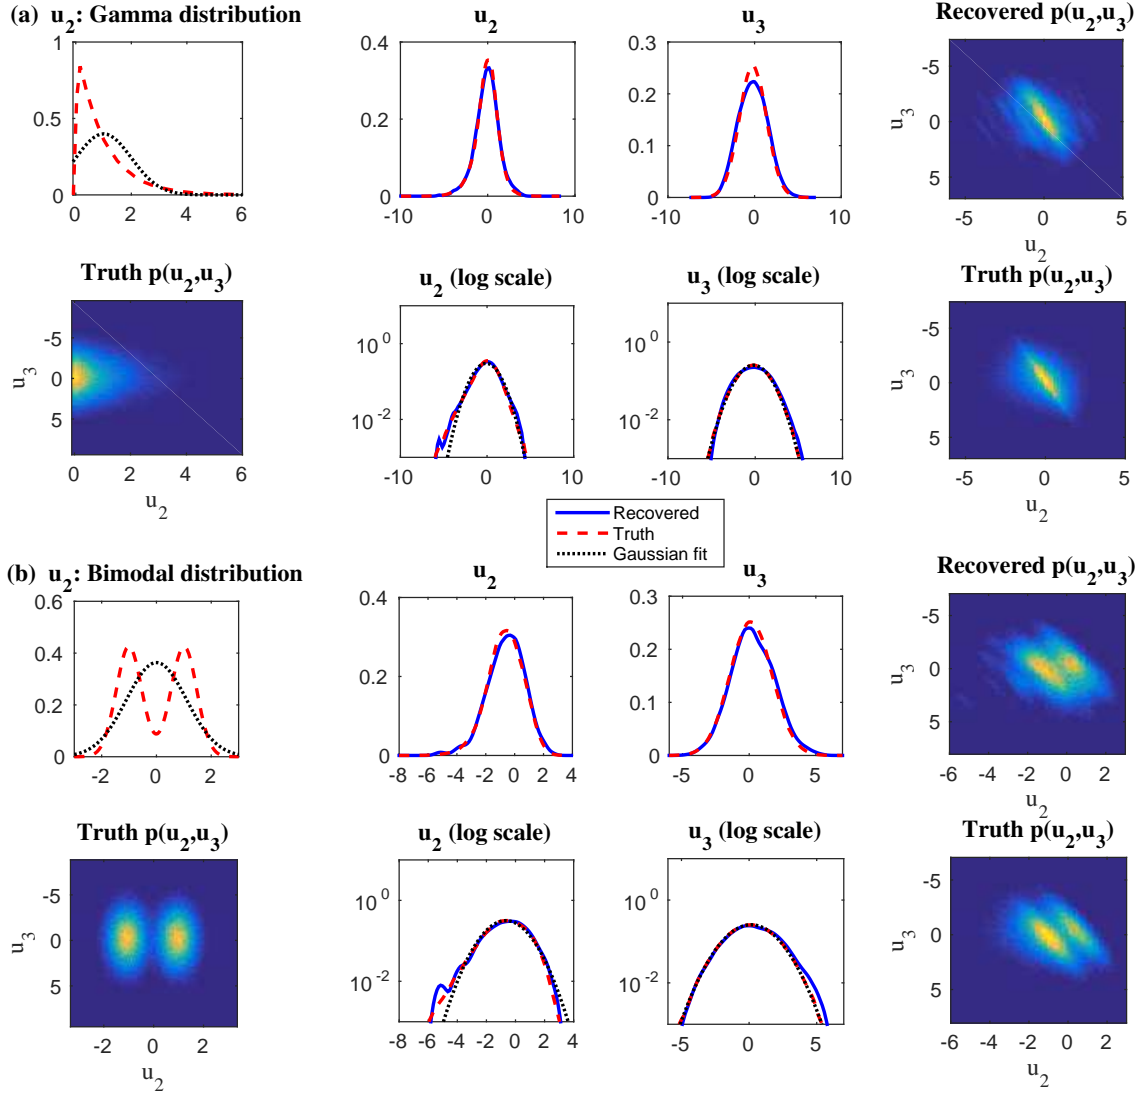 (a) u2: Gamma distribution
u2
u3
Recovered p(u2,u3)
1
0.5
0
0 2 4 6
0.4
0.2
0
-10 0 10
0.3
0.2
0.1
0
-10 0 10
u3
-5
0
5
-5 0 5
u2
Truth p(u2,u3)
u2 (log scale)
u3 (log scale)
Truth p(u2,u3)
u3
-5
0
5
0 2 4 6
u2
10^0
10^-2
-10 0 10
10^0
10^-2
-10 0 10
u3
-5
0
5
-5 0 5
u2
Recovered
Truth
Gaussian fit
(b) u2: Bimodal distribution
u2
u3
Recovered p(u2,u3)
0.6
0.4
0.2
0
-2 0 2
0.4
0.2
0
-8 -6 -4 -2 0 2 4
0.3
0.2
0.1
0
-5 0 5
u3
-5
0
5
-6 -4 -2 0 2
u2
Truth p(u2,u3)
u2 (log scale)
u3 (log scale)
Truth p(u2,u3)
u3
-5
0
5
-2 0 2
u2
10^0
10^-2
-8 -6 -4 -2 0 2 4
10^0
10^-2
-5 0 5
u3
-5
0
5
-6 -4 -2 0 2
u2